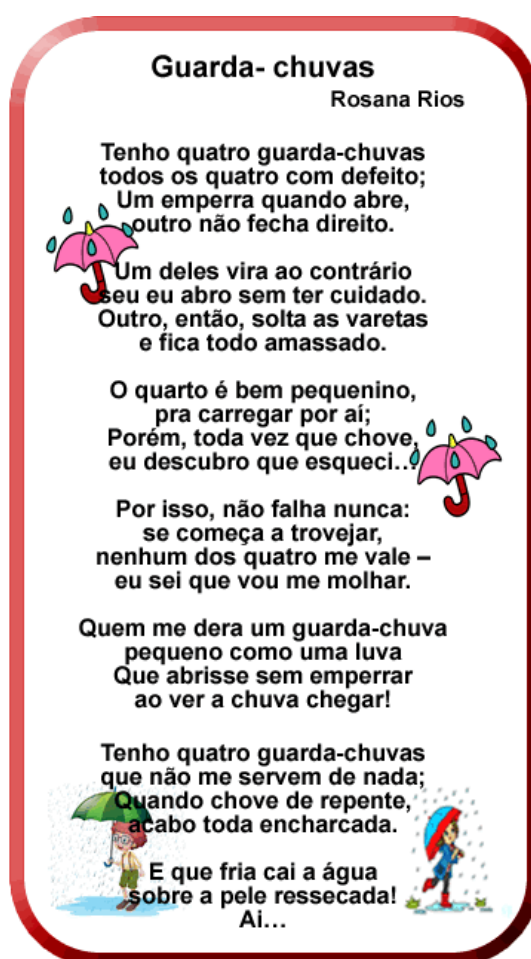 Guarda- chuvas
Rosana Rios
Tenho quatro guarda-chuvas
todos os quatro com defeito;
Um emperra quando abre,
outro não fecha direito.
Um deles vira ao contrário
seu eu abro sem ter cuidado.
Outro, então, solta as varetas
e fica todo amassado.
O quarto é bem pequenino,
pra carregar por aí;
Porém, toda vez que chove,
eu descubro que esqueci...
Por isso, não falha nunca:
se começa a trovejar,
nenhum dos quatro me vale –
eu sei que vou me molhar.
Quem me dera um guarda-chuva
pequeno como uma luva
Que abrisse sem emperrar
ao ver a chuva chegar!
Tenho quatro guarda-chuvas
que não me servem de nada;
Quando chove de repente,
acabo toda encharcada.
E que fria cai a água
sobre a pele ressecada!
Ai...